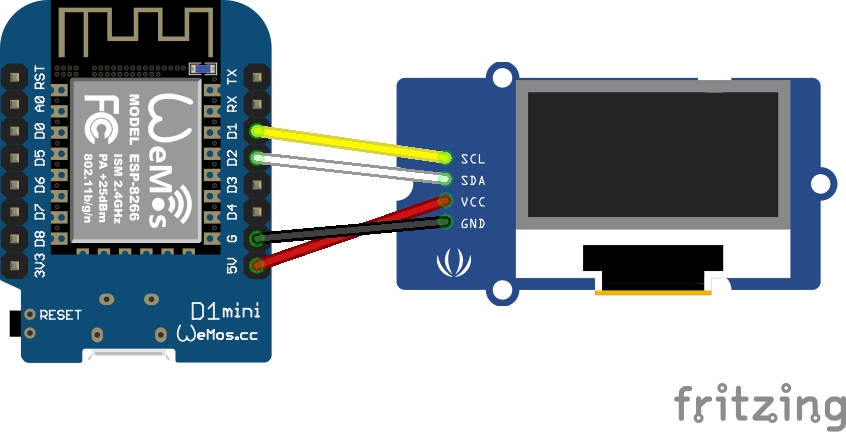 RST
A0
D0
D5
D6
D7
D8
3V3
TX
RX
D1
D2
D3
D4
G
5V
WeMos
MODEL ESP-8266
FC
ISM 2.4GHz
PA +25dBm
802.11b/g/n
RESET
D1mini
WeMos.cc
SCL
SDA
VCC
GND
fritzing